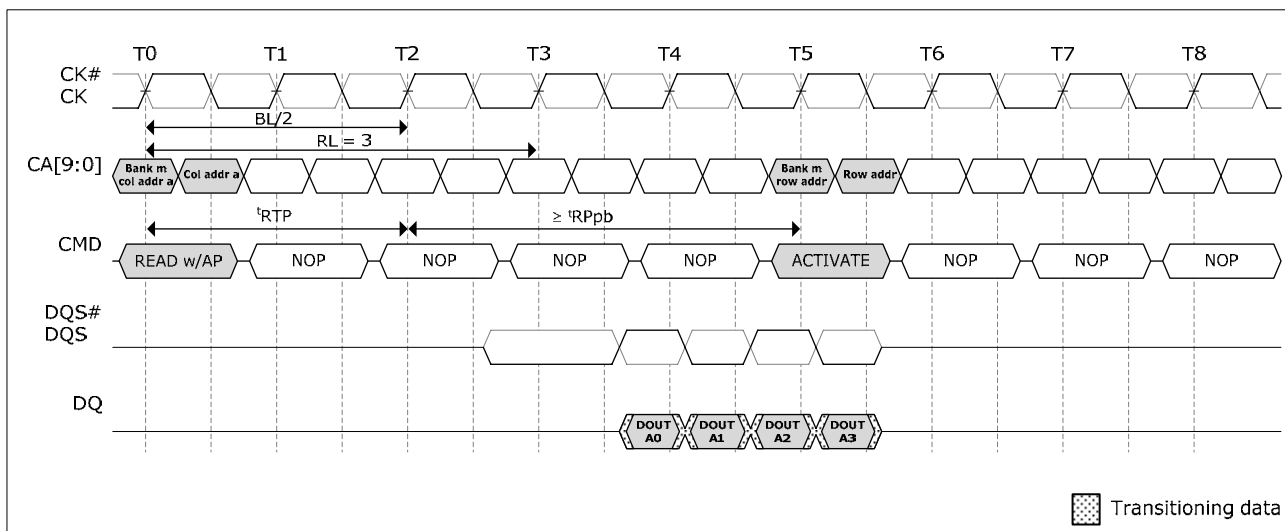 T0 T1 T2 T3 T4 T5 T6 T7 T8
CK#
CK
BL/2
RL = 3
CA[9:0]
Bank m col addr a
Col addr a
Bank m row addr
Row addr
tRTP
≥ tRPpb
CMD
READ w/AP NOP NOP NOP NOP ACTIVATE NOP NOP NOP
DQS#
DQS
DQ
DOUT A0
DOUT A1
DOUT A2
DOUT A3
Transitioning data